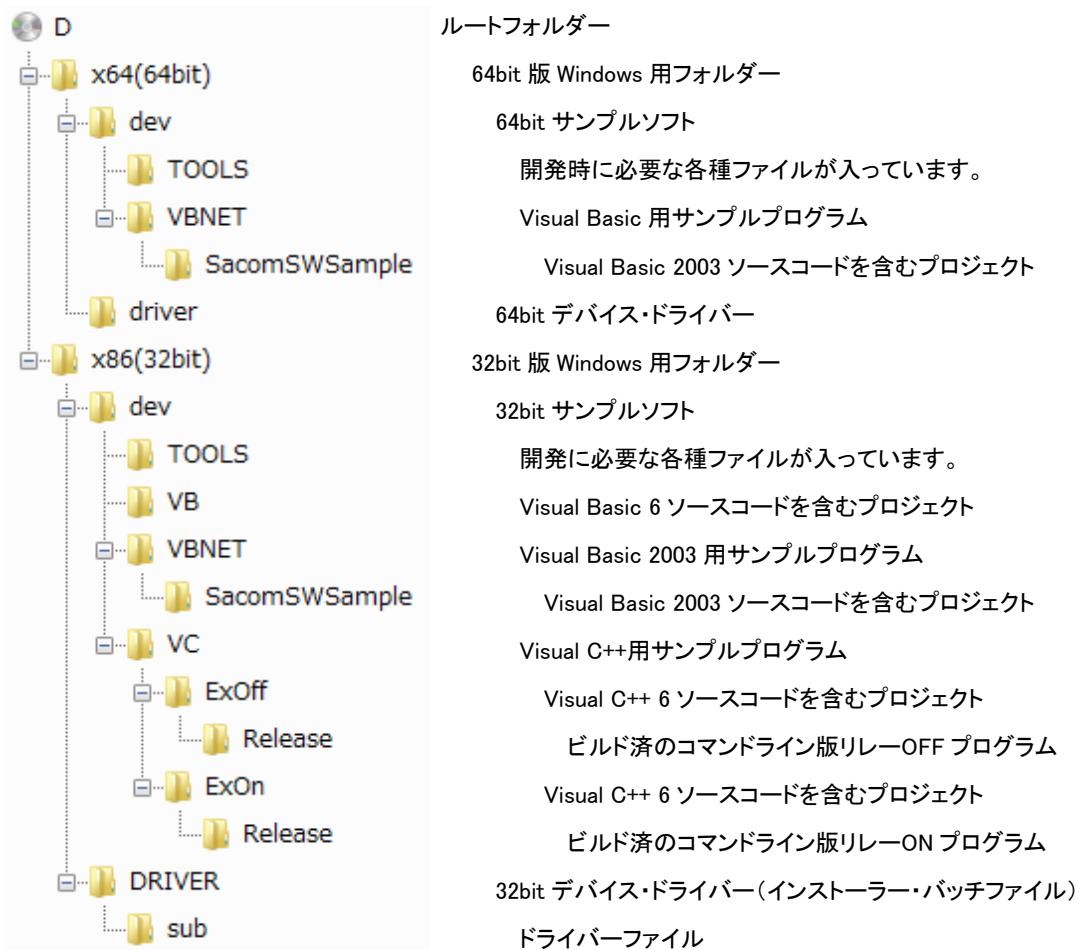 D ルートフォルダー
x64(64bit) 64bit 版 Windows 用フォルダー
dev 64bit サンプルソフト
TOOLS 開発時に必要な各種ファイルが入っています。
VBNET Visual Basic 用サンプルプログラム
SacomSWSample Visual Basic 2003 ソースコードを含むプロジェクト
driver 64bit デバイス・ドライバー
x86(32bit) 32bit 版 Windows 用フォルダー
dev 32bit サンプルソフト
TOOLS 開発に必要な各種ファイルが入っています。
VB Visual Basic 6 ソースコードを含むプロジェクト
VBNET Visual Basic 2003 用サンプルプログラム
SacomSWSample Visual Basic 2003 ソースコードを含むプロジェクト
VC Visual C++用サンプルプログラム
ExOff Visual C++ 6 ソースコードを含むプロジェクト
Release ビルド済のコマンドライン版リレーOFF プログラム
ExOn Visual C++ 6 ソースコードを含むプロジェクト
Release ビルド済のコマンドライン版リレーON プログラム
DRIVER 32bit デバイス・ドライバー（インストーラー・バッチファイル）
sub ドライバーファイル